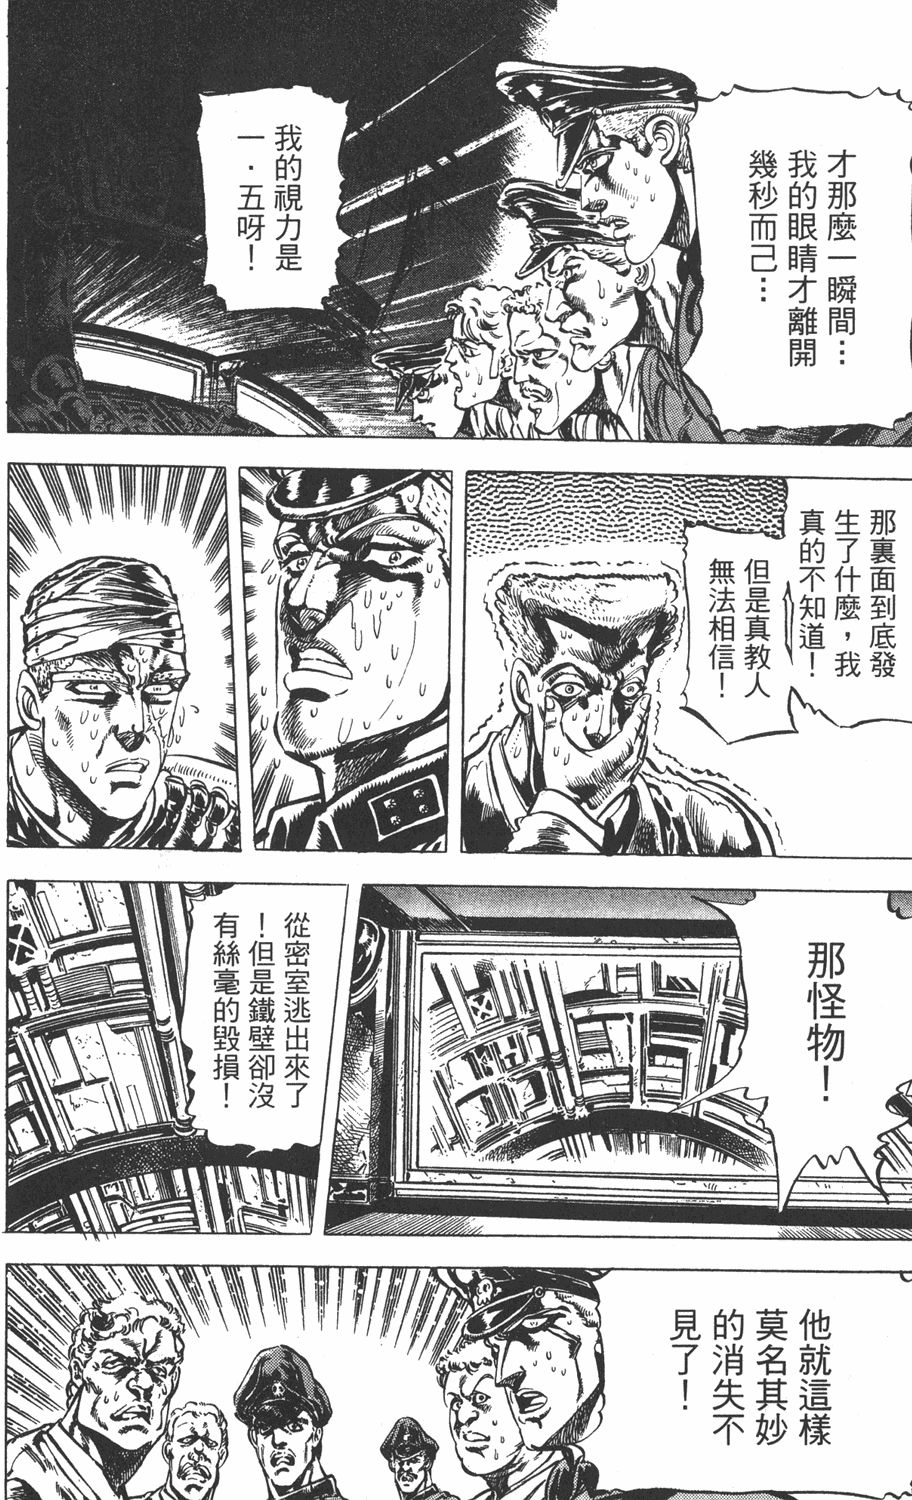 才那麼一瞬間…
我的眼睛才離開
幾秒而己…
我的視力是
一．五呀！
那裏面到底發
生了什麼，我
真的不知道！
但是真教人
無法相信！
那怪物！
從密室逃出來了
！但是鐵壁卻沒
有絲毫的毀損！
他就這樣
莫名其妙
的消失不
見了！